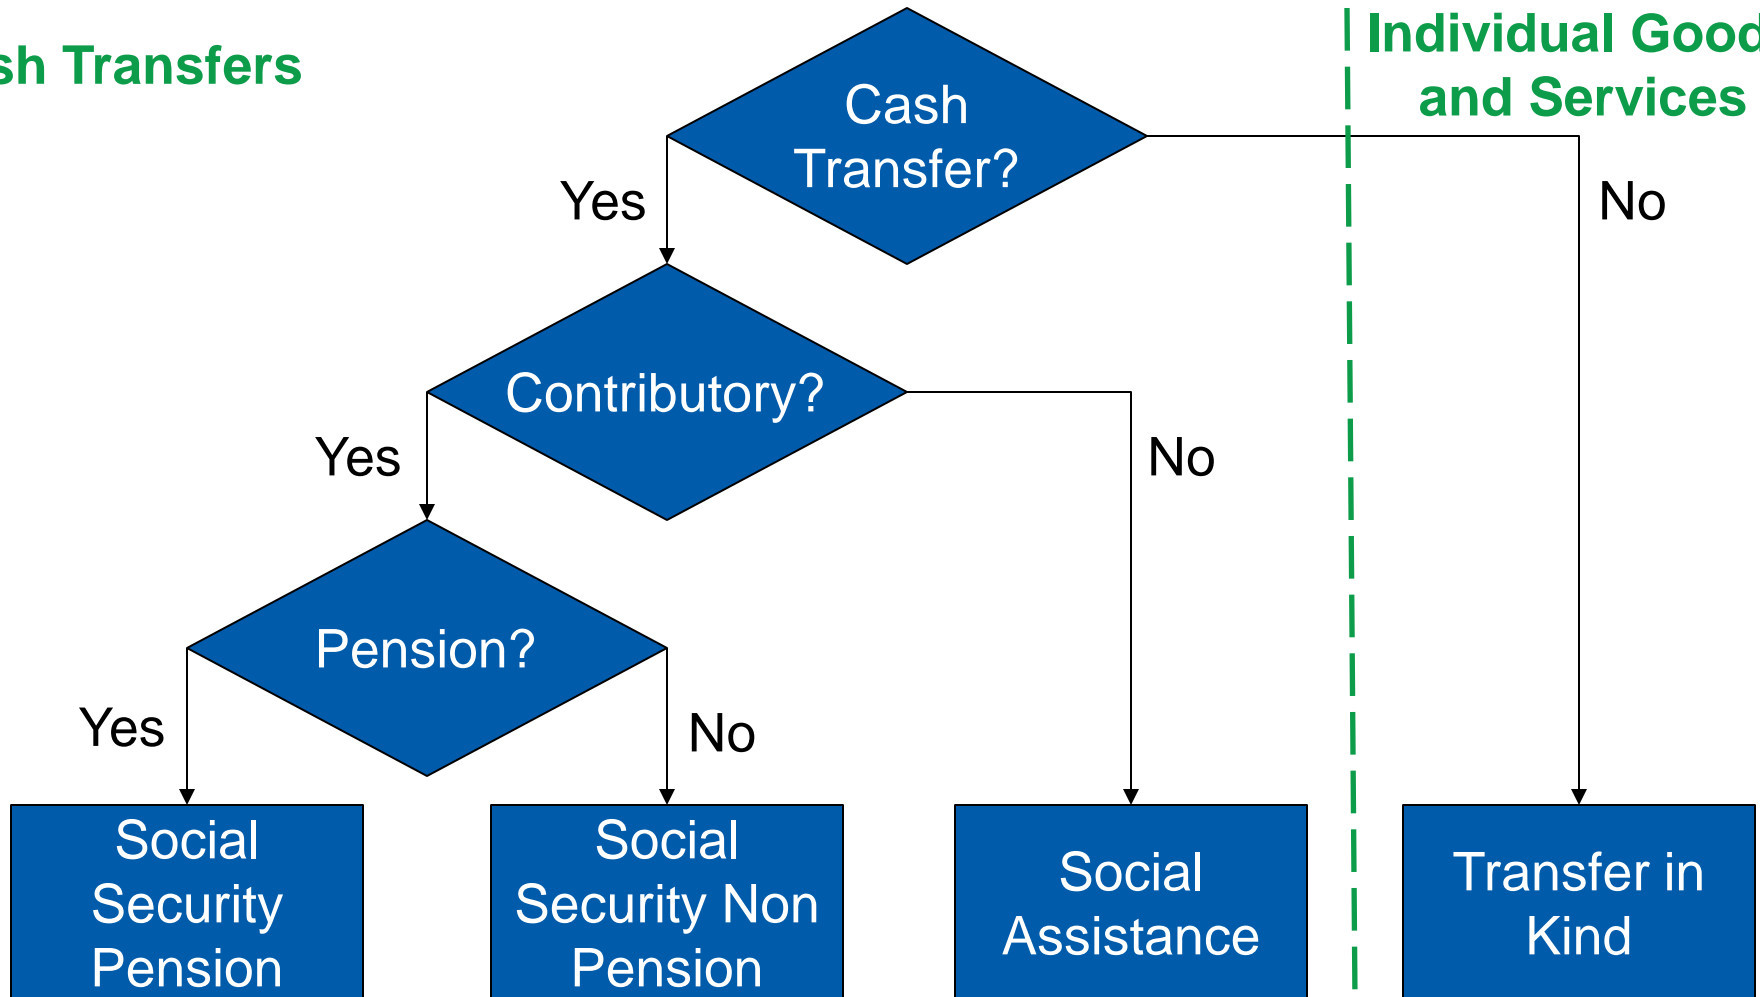 sh Transfers
Individual Good
and Services
Cash
Transfer?
Yes
No
Contributory?
Yes
No
Pension?
Yes
No
Social
Security
Pension
Social
Security Non
Pension
Social
Assistance
Transfer in
Kind